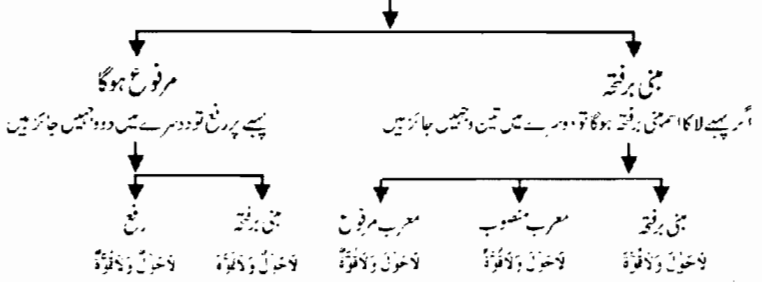 مبنی برفتحہ
مرفوع ہوگا
اگر پہلے لا کا اسم مبنی برفتحہ ہوگا تو دوسرے میں تین وجہیں جائز ہیں
پہلے پر رفع تو دوسرے میں دو وجہیں جائز ہیں
مبنی برفتحہ
معرب منصوب
معرب مرفوع
مبنی برفتحہ
رفع
لَاحَوْلَ وَلَاقُوَّةَ
لَاحَوْلَ وَلَاقُوَّةً
لَاحَوْلَ وَلَاقُوَّةٌ
لَاحَوْلٌ وَلَاقُوَّةَ
لَاحَوْلٌ وَلَاقُوَّةٌ